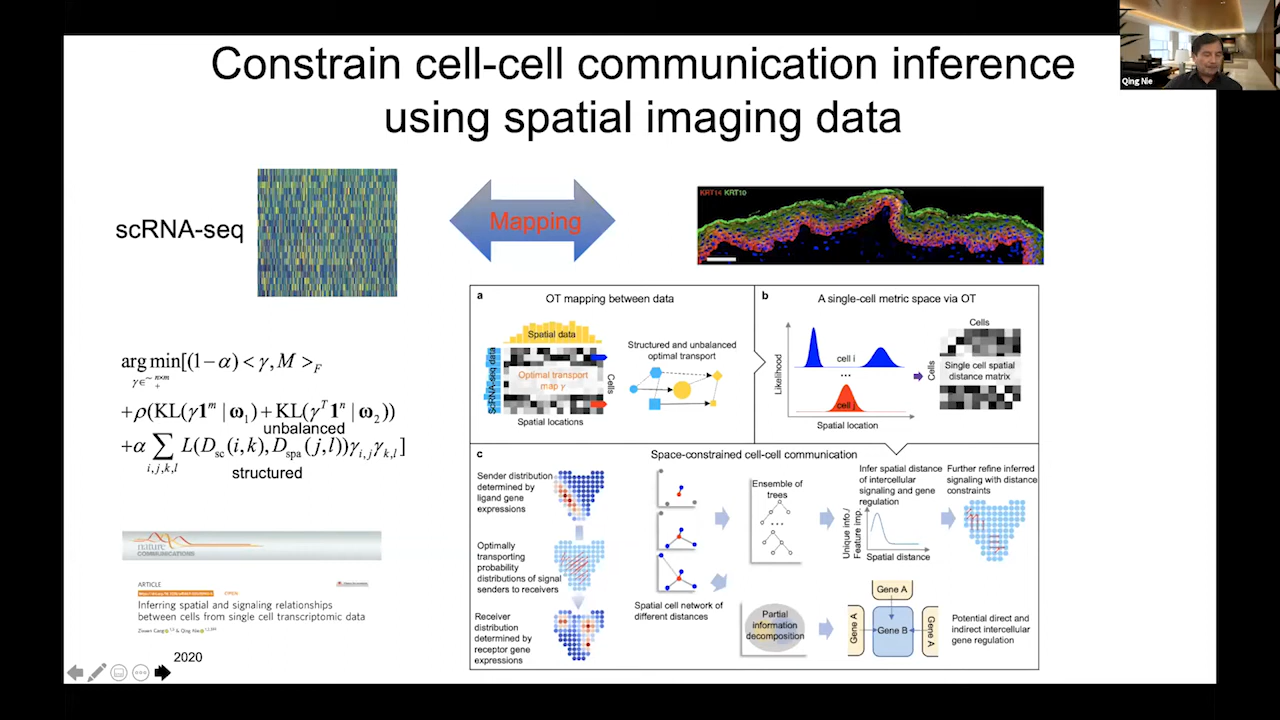 Constrain cell-cell communication inference
using spatial imaging data
Qing Nie
scRNA-seq
Mapping
KRT14 KRT10
arg min[(1−α) < γ, M >_F
+ρ(KL(γ1^m | ω_1)+KL(γ^T 1^n | ω_2))
unbalanced
+α ∑ L(D_sc(i,k), D_spa(j,l))γ_{i,j}γ_{k,l}]
i,j,k,l
structured
nature
COMMUNICATIONS
ARTICLE
OPEN
Inferring spatial and signaling relationships
between cells from single cell transcriptomic data
Zixuan Cang & Qing Nie
2020
a
OT mapping between data
Spatial data
scRNA-seq data
Optimal transport
map γ
Cells
Spatial locations
Structured and unbalanced
optimal transport
b
A single-cell metric space via OT
Likelihood
cell i
...
cell j
Spatial location
Cells
Cells
Single cell spatial
distance matrix
c
Space-constrained cell-cell communication
Sender distribution
determined by
ligand gene
expressions
Optimally
transporting
probability
distributions of signal
senders to receivers
Receiver
distribution
determined by
receptor gene
expressions
Spatial cell network of
different distances
Ensemble of
trees
...
Partial
information
decomposition
Infer spatial distance
of intercellular
signaling and gene
regulation
Unique info./
Feature imp.
Spatial distance
Further refine inferred
signaling with distance
constraints
Gene A
Gene A
Gene B
Gene A
Potential direct and
indirect intercellular
gene regulation